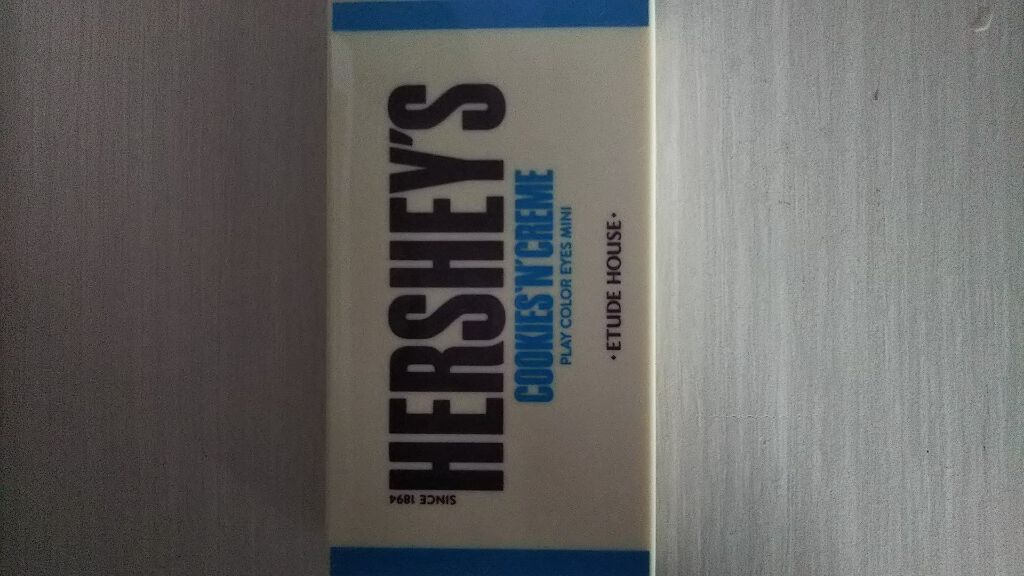 SINCE 1894
HERSHEY'S
COOKIES'N'CREME
PLAY COLOR EYES MINI
·ETUDE HOUSE·